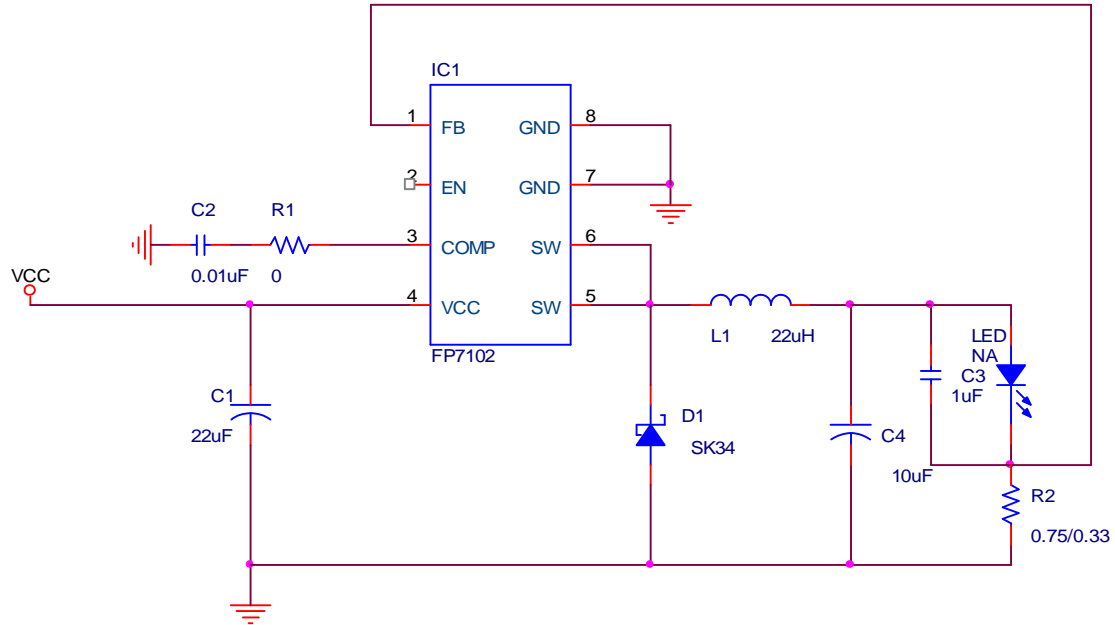 IC1
1 FB GND 8
2 EN GND 7
C2 R1
3 COMP SW 6
0.01uF 0
VCC
4 VCC SW 5
FP7102
L1 22uH
LED
NA
C3
1uF
C1
22uF
D1
SK34
C4
10uF
R2
0.75/0.33